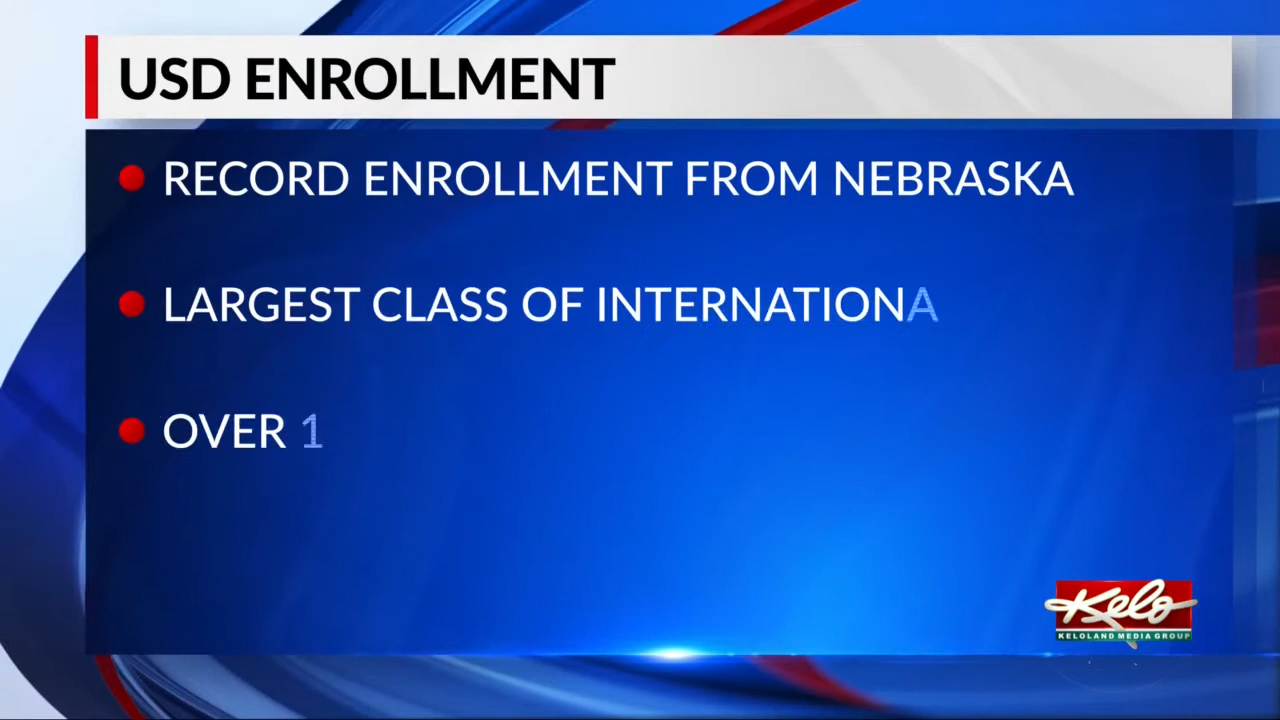 USD ENROLLMENT
RECORD ENROLLMENT FROM NEBRASKA
LARGEST CLASS OF INTERNATIONA
OVER 1
Kelo
KELOLAND MEDIA GROUP